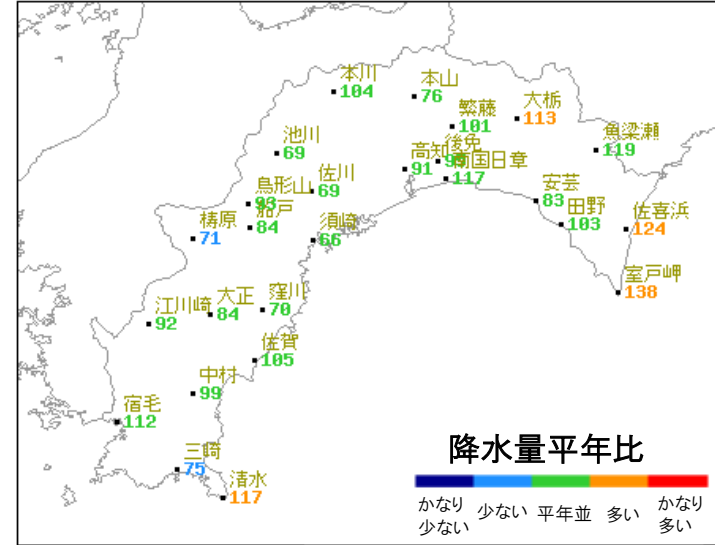 本川
104
本山
76
繁藤
101
大栃
113
魚梁瀬
119
池川
69
高知
91
後免
南国日章
117
佐川
69
鳥形山
93
船戸
84
梼原
71
須崎
66
安芸
83
田野
103
佐喜浜
124
室戸岬
138
江川崎
92
大正
84
窪川
70
佐賀
105
中村
99
宿毛
112
三崎
75
清水
117
降水量平年比
かなり
少ない
少ない
平年並
多い
かなり
多い